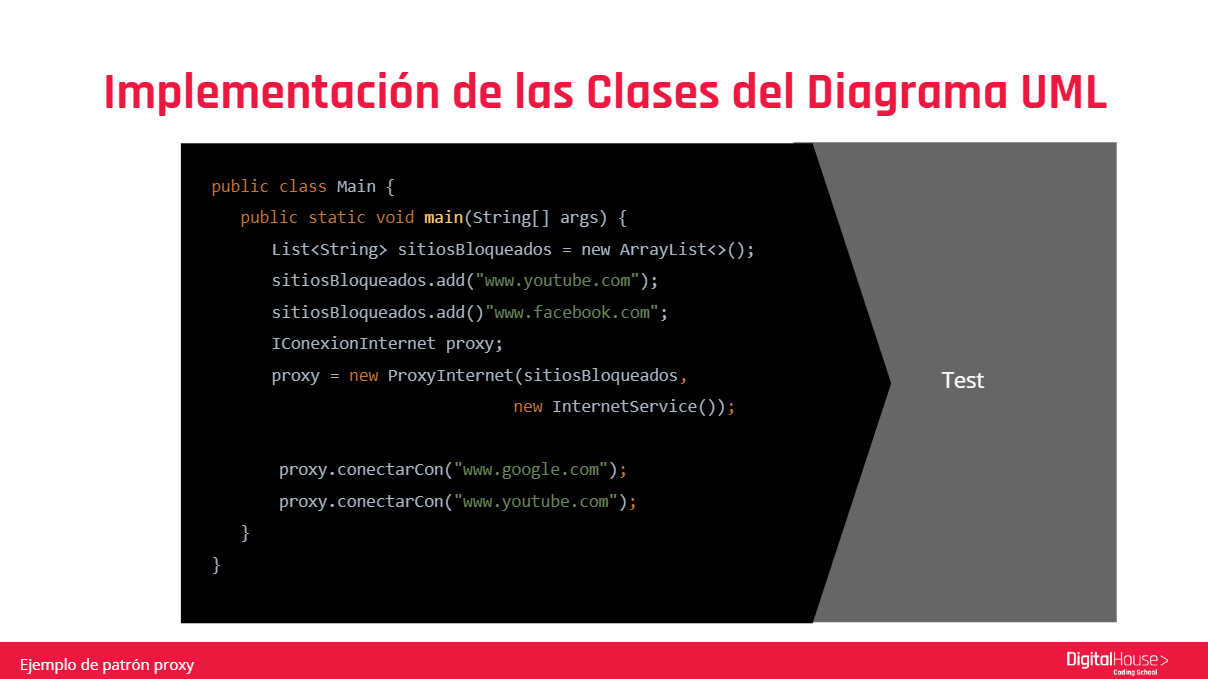 Implementación de las Clases del Diagrama UML
public class Main {
public static void main(String[] args) {
List<String> sitiosBloqueados = new ArrayList<>();
sitiosBloqueados.add("www.youtube.com");
sitiosBloqueados.add()"www.facebook.com";
IConexionInternet proxy;
proxy = new ProxyInternet(sitiosBloqueados,
new InternetService());
proxy.conectarCon("www.google.com");
proxy.conectarCon("www.youtube.com");
}
}
Test
Ejemplo de patrón proxy
DigitalHouse>
Coding School